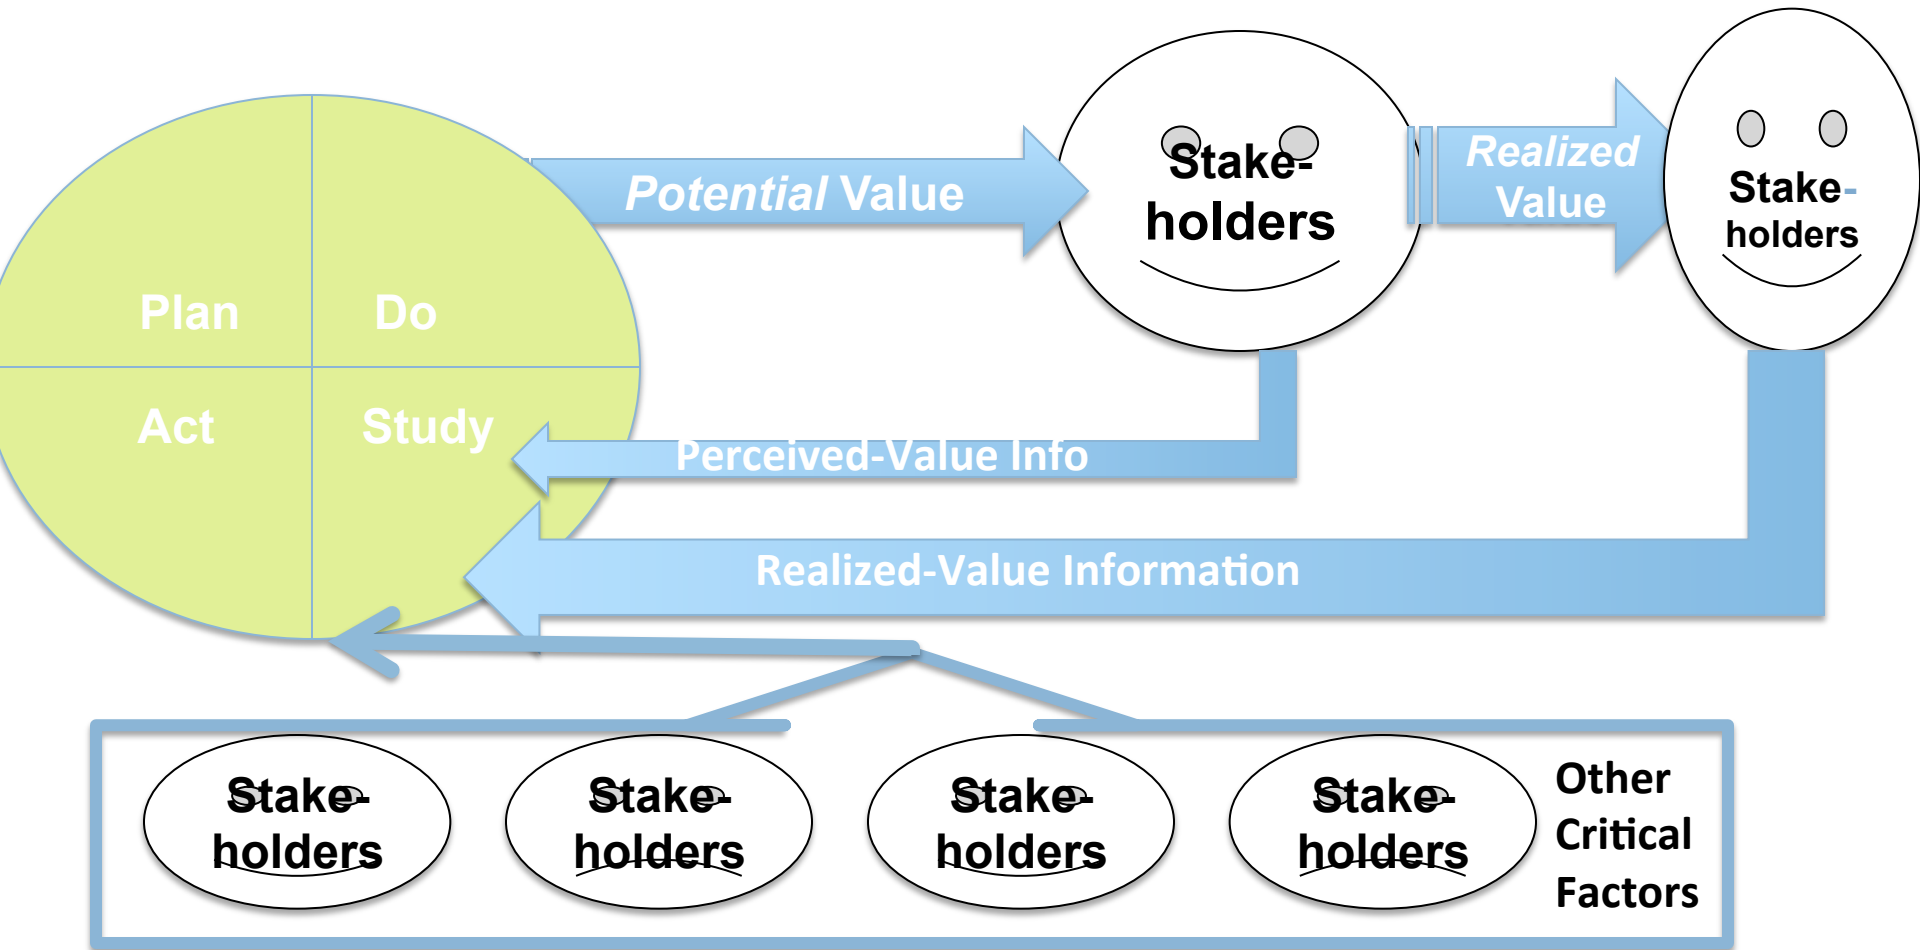 Plan
Do
Act
Study
Potential Value
Stake-
holders
Realized
Value
Stake-
holders
Perceived-Value Info
Realized-Value Information
Stake-
holders
Stake-
holders
Stake-
holders
Stake-
holders
Other
Critical
Factors